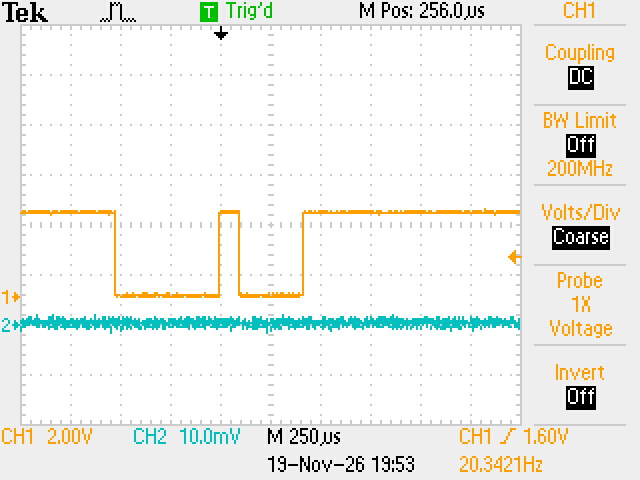 Tek T Trig'd M Pos: 256.0µs CH1
Coupling
DC
BW Limit
Off
200MHz
Volts/Div
Coarse
Probe
1X
Voltage
Invert
Off
1
2
CH1 2.00V CH2 10.0mV M 250µs CH1 1.60V
19-Nov-26 19:53 20.3421Hz